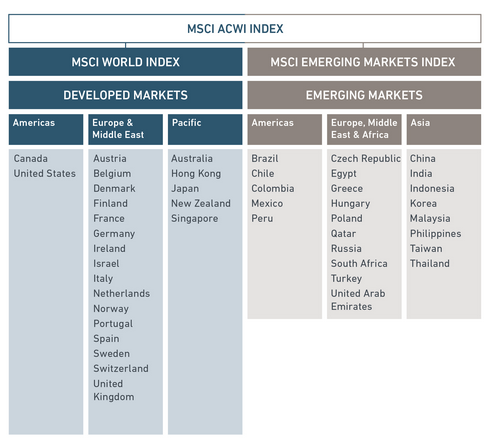 MSCI ACWI INDEX
MSCI WORLD INDEX
MSCI EMERGING MARKETS INDEX
DEVELOPED MARKETS
EMERGING MARKETS
Americas
Canada
United States
Europe &
Middle East
Austria
Belgium
Denmark
Finland
France
Germany
Ireland
Israel
Italy
Netherlands
Norway
Portugal
Spain
Sweden
Switzerland
United
Kingdom
Pacific
Australia
Hong Kong
Japan
New Zealand
Singapore
Americas
Brazil
Chile
Colombia
Mexico
Peru
Europe, Middle
East & Africa
Czech Republic
Egypt
Greece
Hungary
Poland
Qatar
Russia
South Africa
Turkey
United Arab
Emirates
Asia
China
India
Indonesia
Korea
Malaysia
Philippines
Taiwan
Thailand